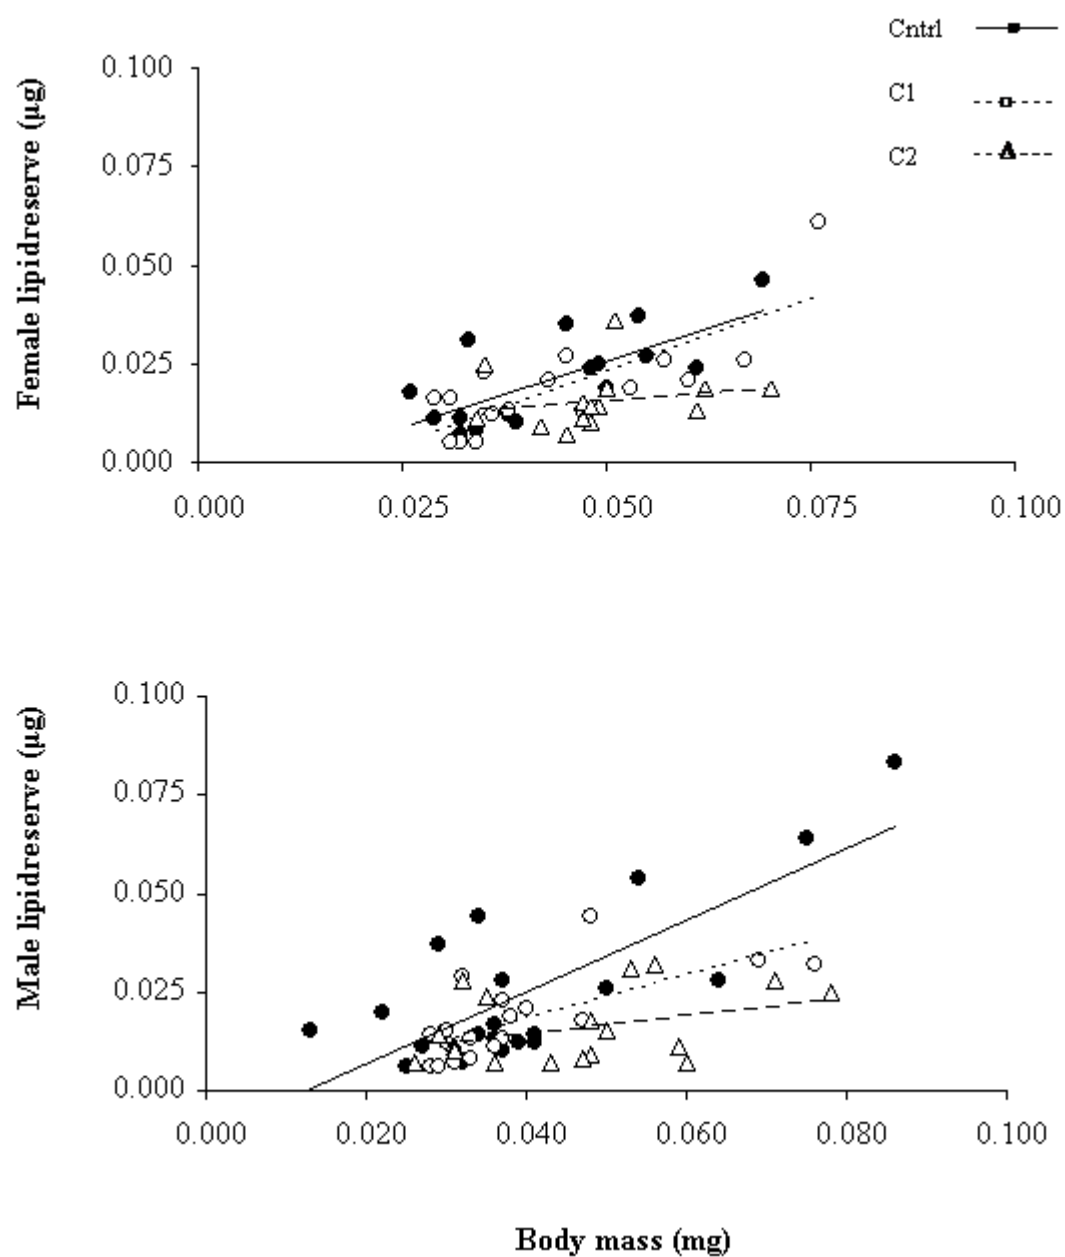 Cntrl
C1
C2
Female lipidreserve (µg)
0.100
0.075
0.050
0.025
0.000
0.000 0.025 0.050 0.075 0.100
Male lipidreserve (µg)
0.100
0.075
0.050
0.025
0.000
0.000 0.020 0.040 0.060 0.080 0.100
Body mass (mg)